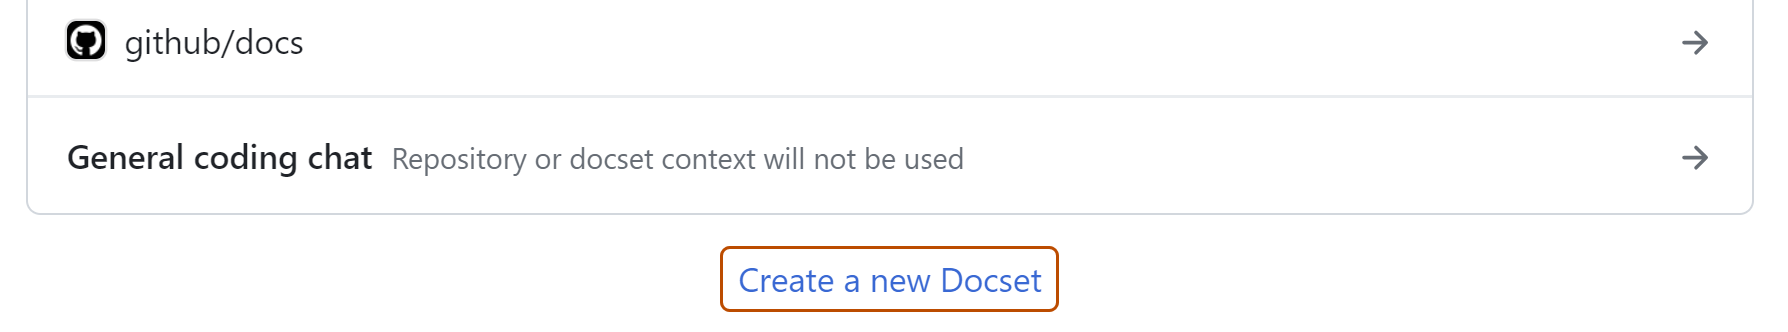 github/docs
General coding chat Repository or docset context will not be used
Create a new Docset